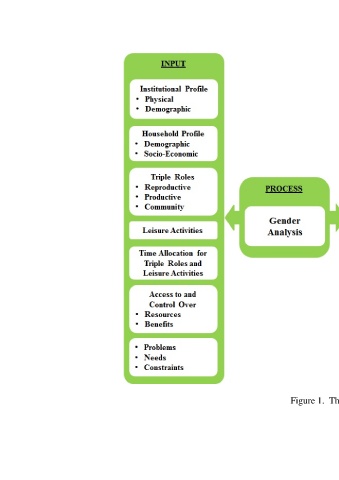 INPUT
Institutional Profile
• Physical
• Demographic
Household Profile
• Demographic
• Socio-Economic
Triple Roles
• Reproductive
• Productive
• Community
Leisure Activities
Time Allocation for
Triple Roles and
Leisure Activities
Access to and
Control Over
• Resources
• Benefits
• Problems
• Needs
• Constraints
PROCESS
Gender
Analysis
Figure 1. Th